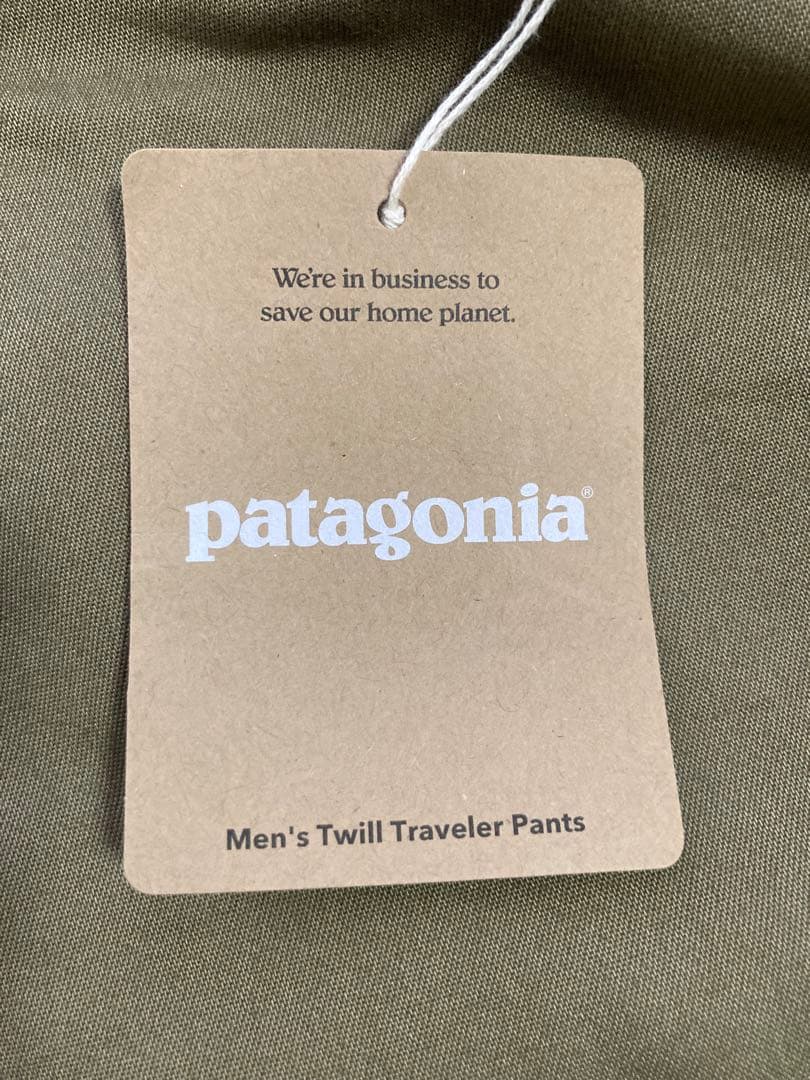 We're in business to
save our home planet.
patagonia®
Men's Twill Traveler Pants